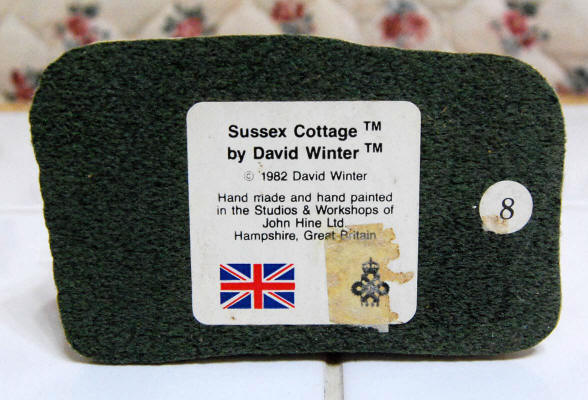 Sussex Cottage ™
by David Winter ™
© 1982 David Winter
Hand made and hand painted
in the Studios & Workshops of
John Hine Ltd
Hampshire, Great Britain
8